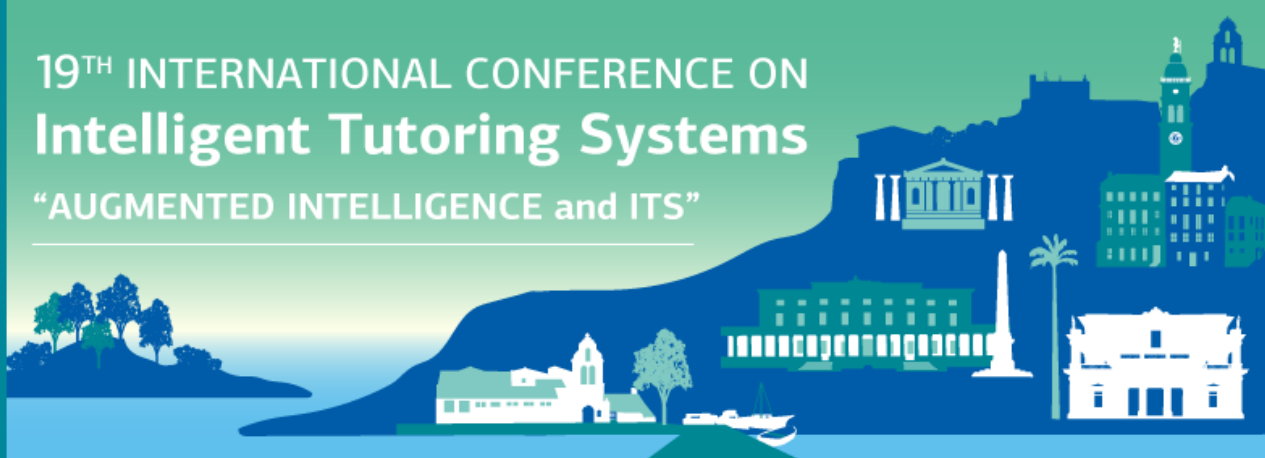 19TH INTERNATIONAL CONFERENCE ON
Intelligent Tutoring Systems
“AUGMENTED INTELLIGENCE and ITS”